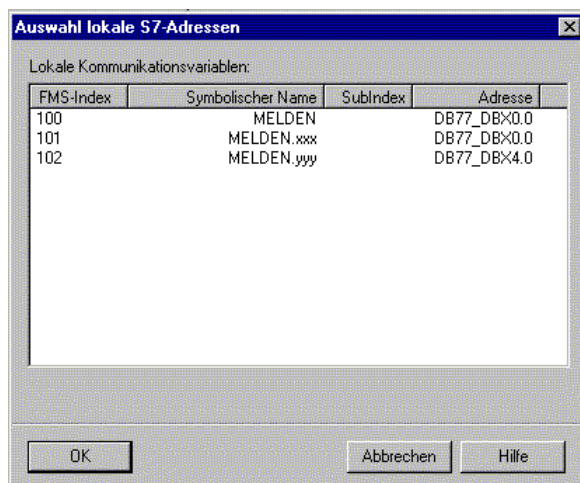 Auswahl lokale S7-Adressen
Lokale Kommunikationsvariablen:
FMS-Index Symbolischer Name SubIndex Adresse
100 MELDEN DB77_DBX0.0
101 MELDEN.xxx DB77_DBX0.0
102 MELDEN.yyy DB77_DBX4.0
OK Abbrechen Hilfe